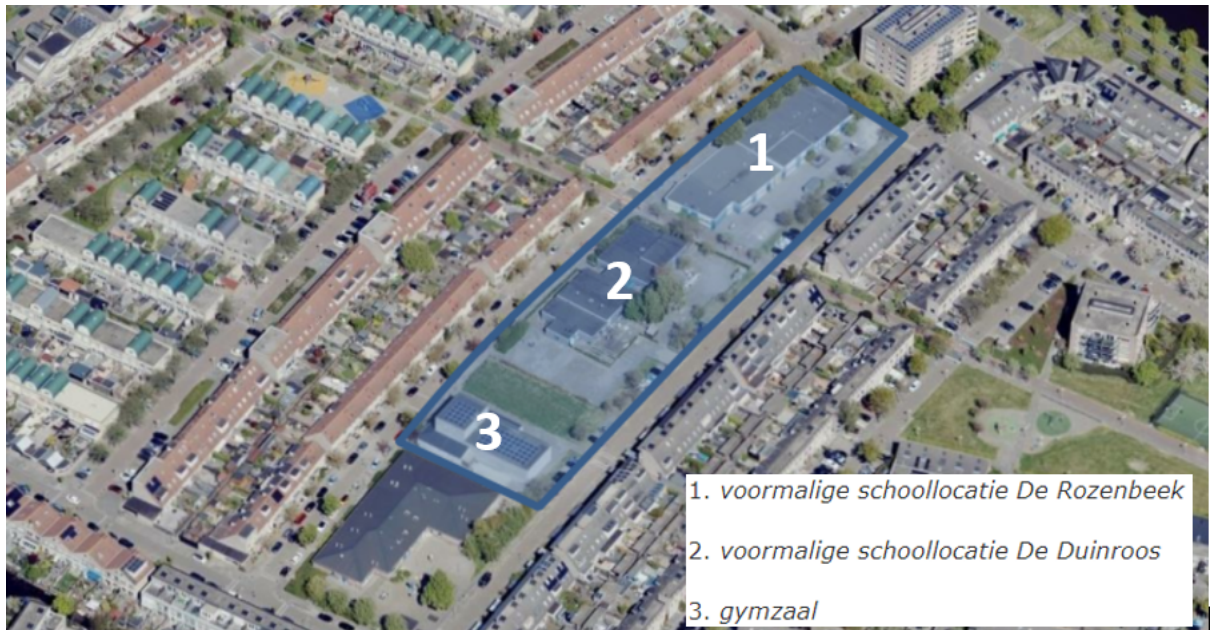 1
2
3
1. voormalige schoollocatie De Rozenbeek
2. voormalige schoollocatie De Duinroos
3. gymzaal